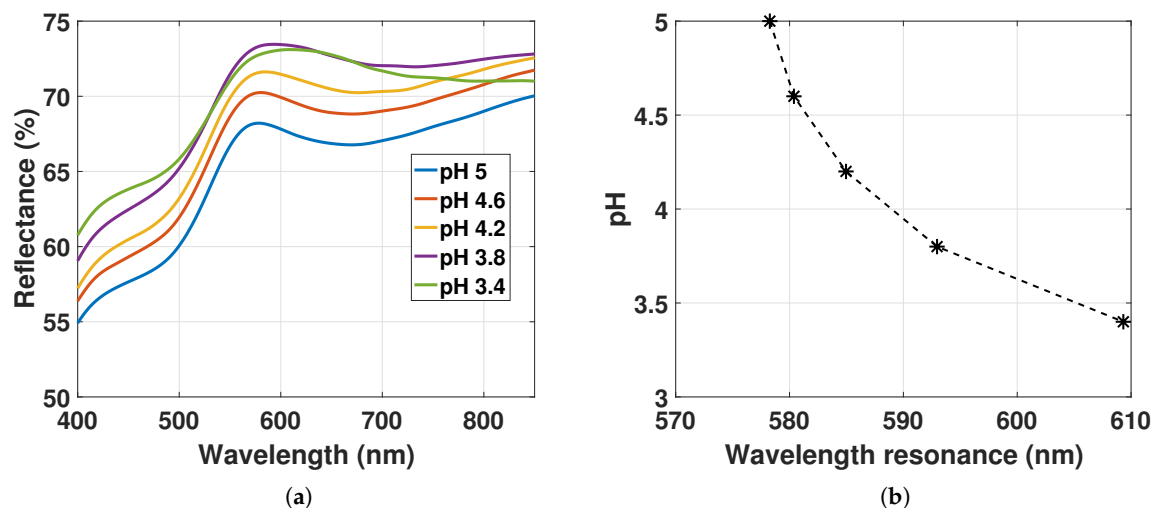 75
70
65
60
55
50
Reflectance (%)
400
500
600
700
800
Wavelength (nm)
pH 5
pH 4.6
pH 4.2
pH 3.8
pH 3.4
(a)
5
4.5
4
3.5
3
pH
570
580
590
600
610
Wavelength resonance (nm)
(b)